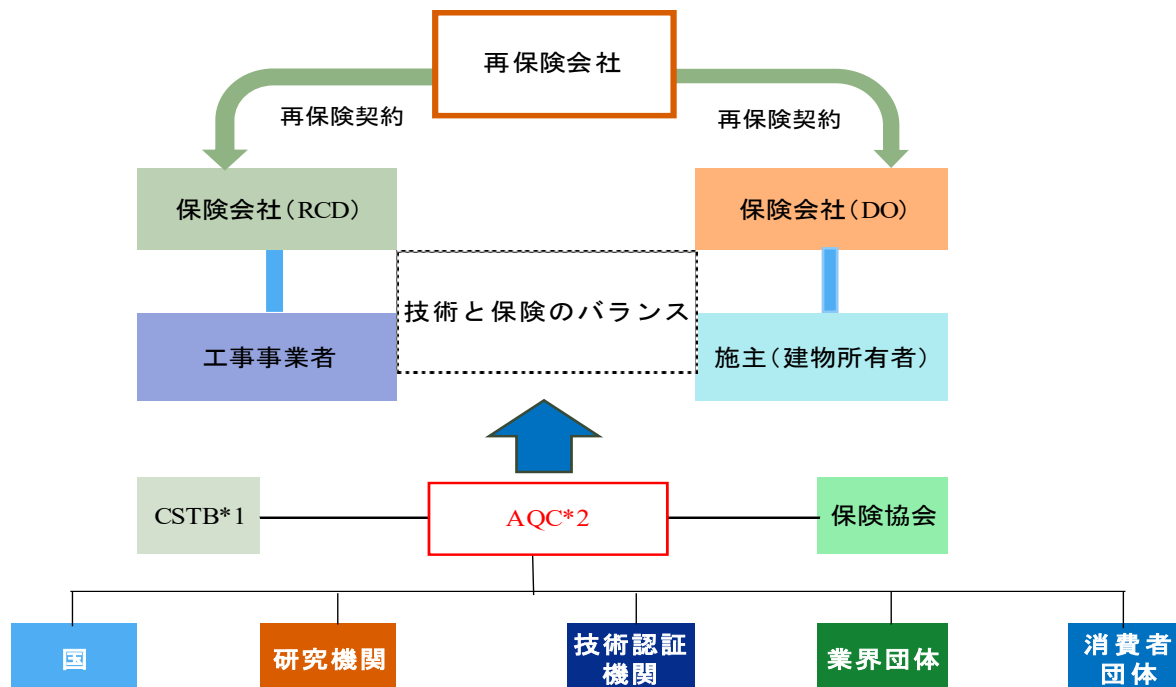 再保険会社
再保険契約
再保険契約
保険会社(RCD)
保険会社(DO)
技術と保険のバランス
工事事業者
施主(建物所有者)
CSTB*1
AQC*2
保険協会
国
研究機関
技術認証
機関
業界団体
消費者
団体